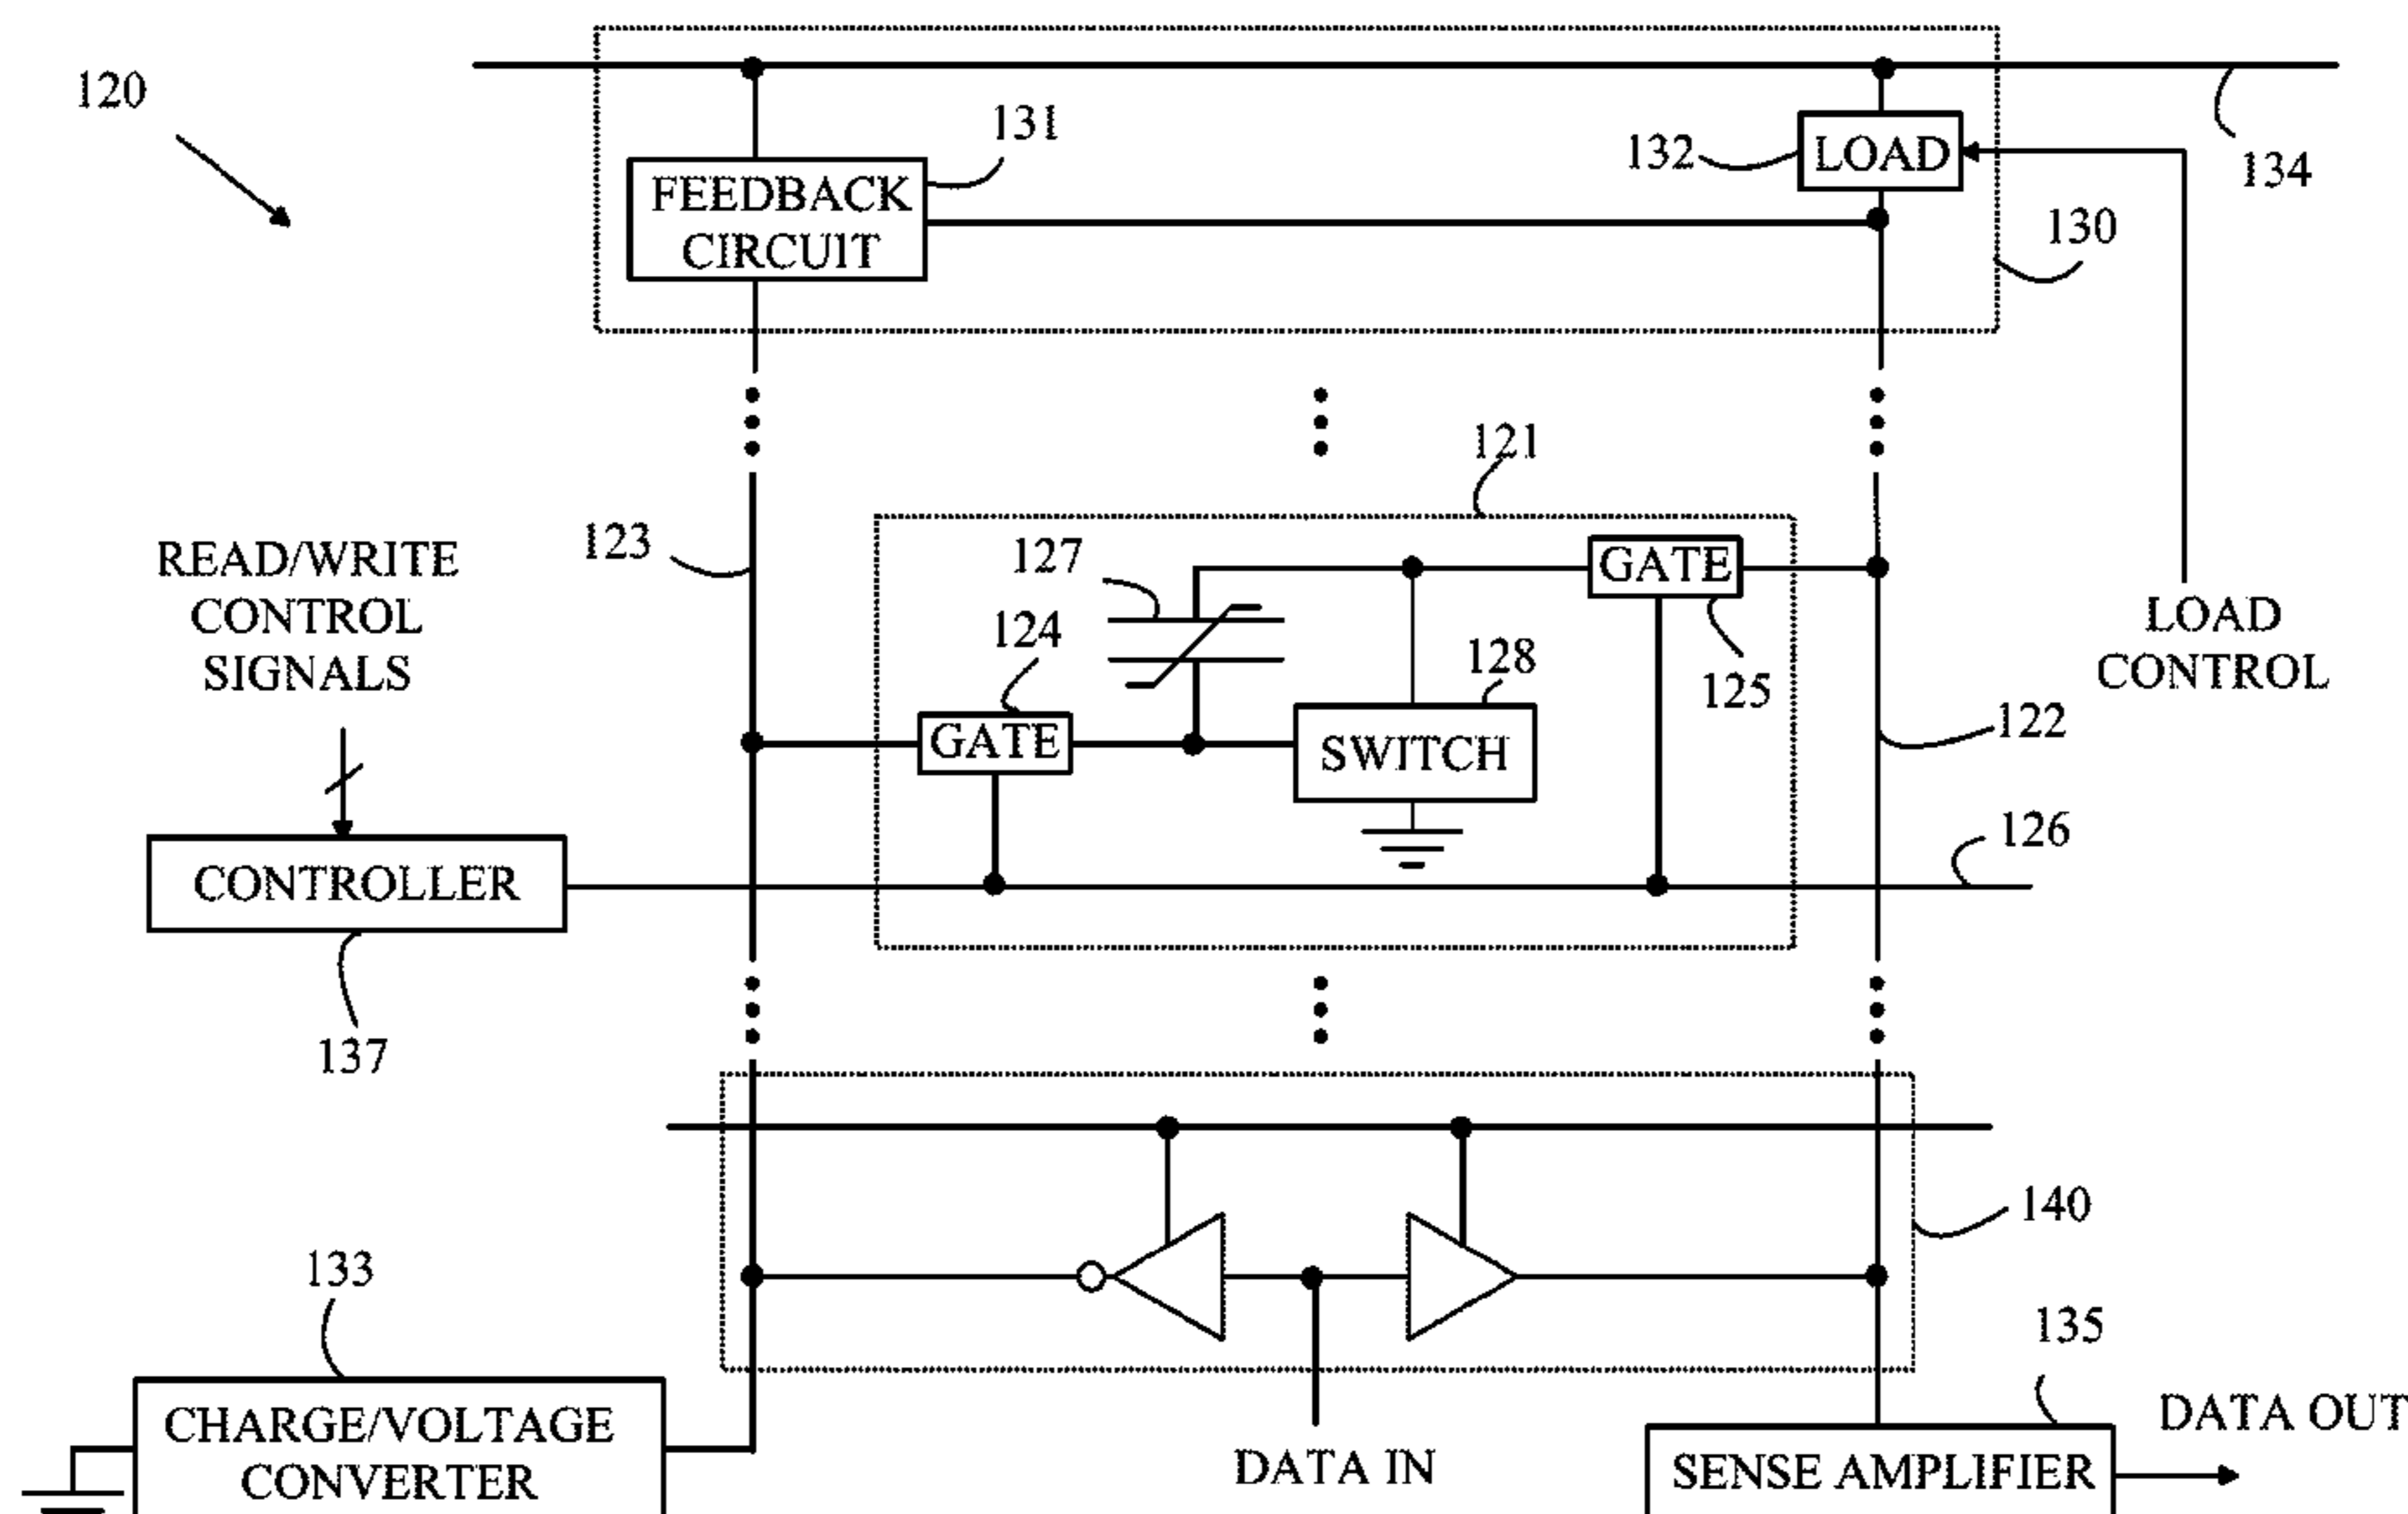 120
131
FEEDBACK
CIRCUIT
132
LOAD
134
130
121
READ/WRITE
CONTROL
SIGNALS
123
127
GATE
124
128
125
LOAD
CONTROL
GATE
SWITCH
122
126
CONTROLLER
137
140
133
135
CHARGE/VOLTAGE
CONVERTER
DATA IN
SENSE AMPLIFIER
DATA OUT